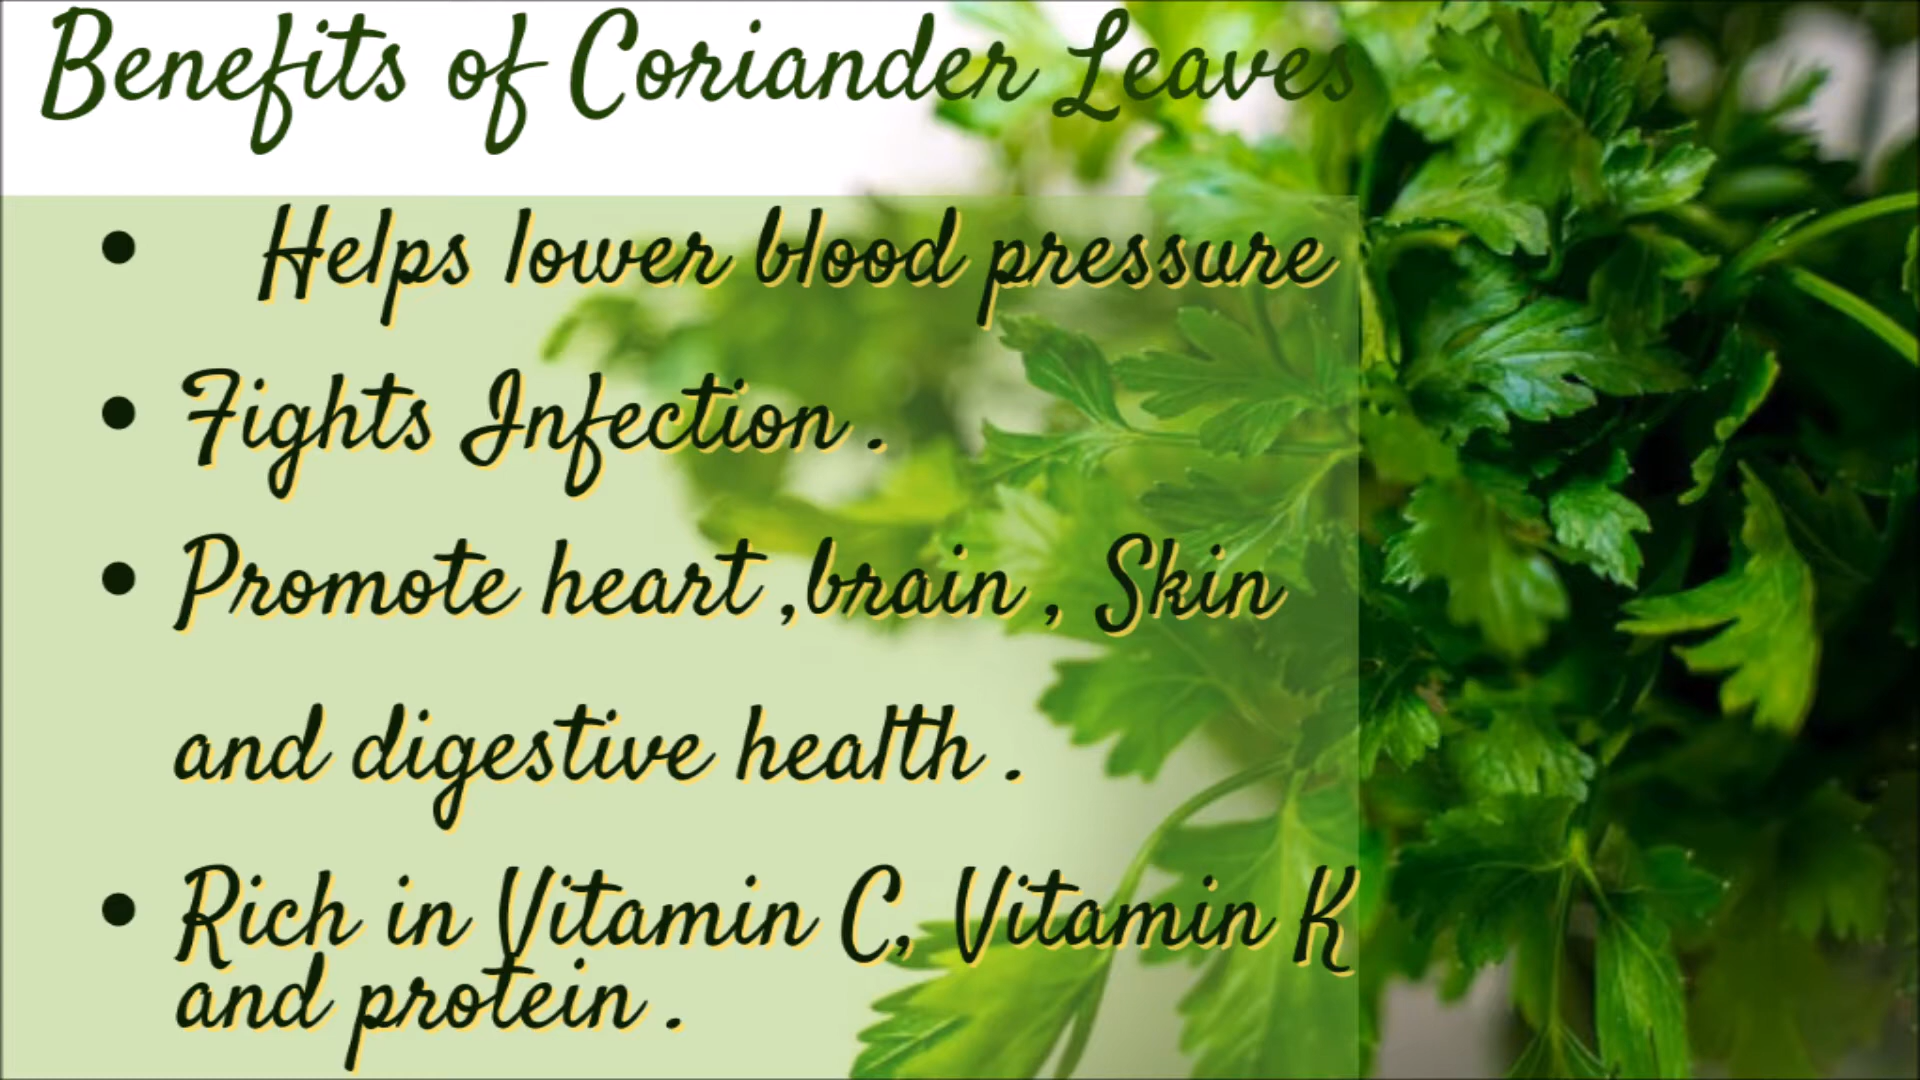 Benefits of Coriander Leaves
• Helps lower blood pressure
• Fights Infection .
• Promote heart ,brain , Skin
and digestive health .
• Rich in Vitamin C, Vitamin K
and protein .